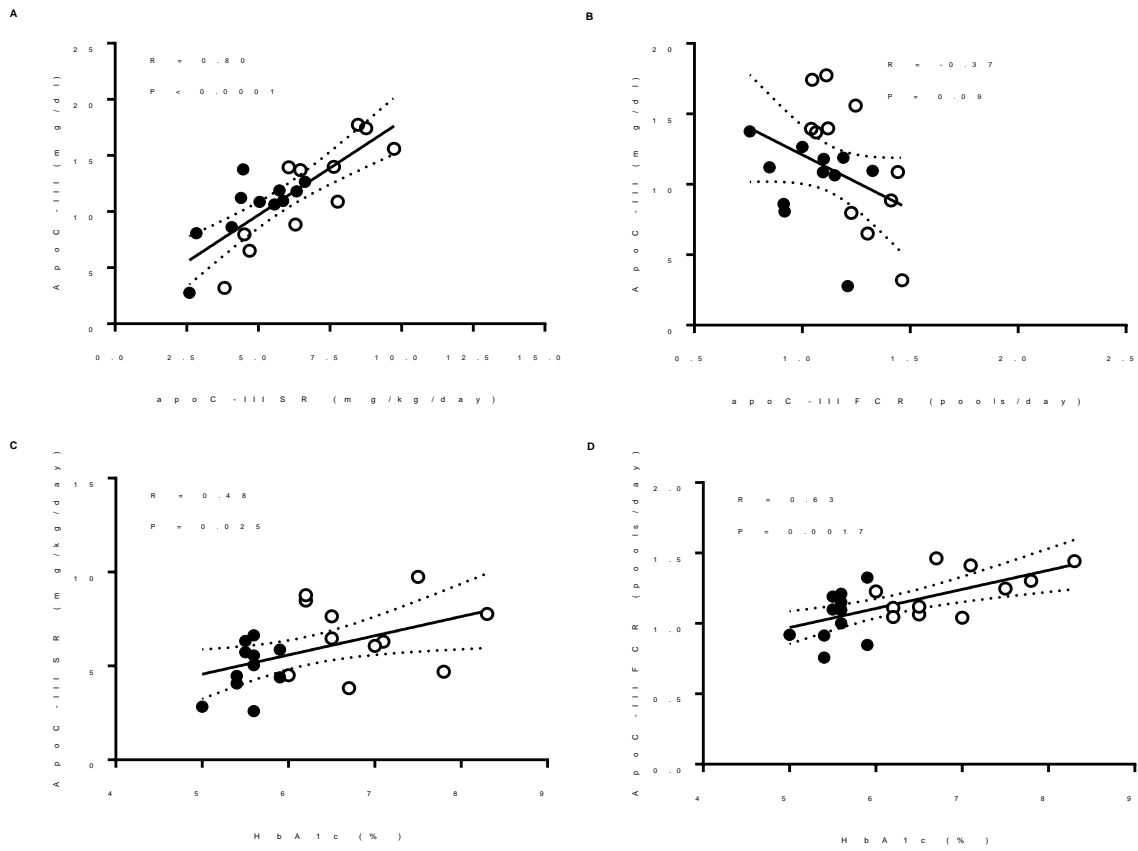 A
25
20
15
10
5
0
ApoC-III (mg/dl)
R = 0.80
P < 0.0001
0.0 2.5 5.0 7.5 10.0 12.5 15.0
apoC-III SR (mg/kg/day)
B
20
15
10
5
0
ApoC-III (mg/dl)
R = -0.37
P = 0.09
0.5 1.0 1.5 2.0 2.5
apoC-III FCR (pools/day)
C
15
10
5
0
ApoC-III SR (mg/kg/day)
R = 0.48
P = 0.025
4 5 6 7 8 9
HbA1c (%)
D
2.0
1.5
1.0
0.5
0.0
ApoC-III FCR (pools/day)
R = 0.63
P = 0.0017
4 5 6 7 8 9
HbA1c (%)